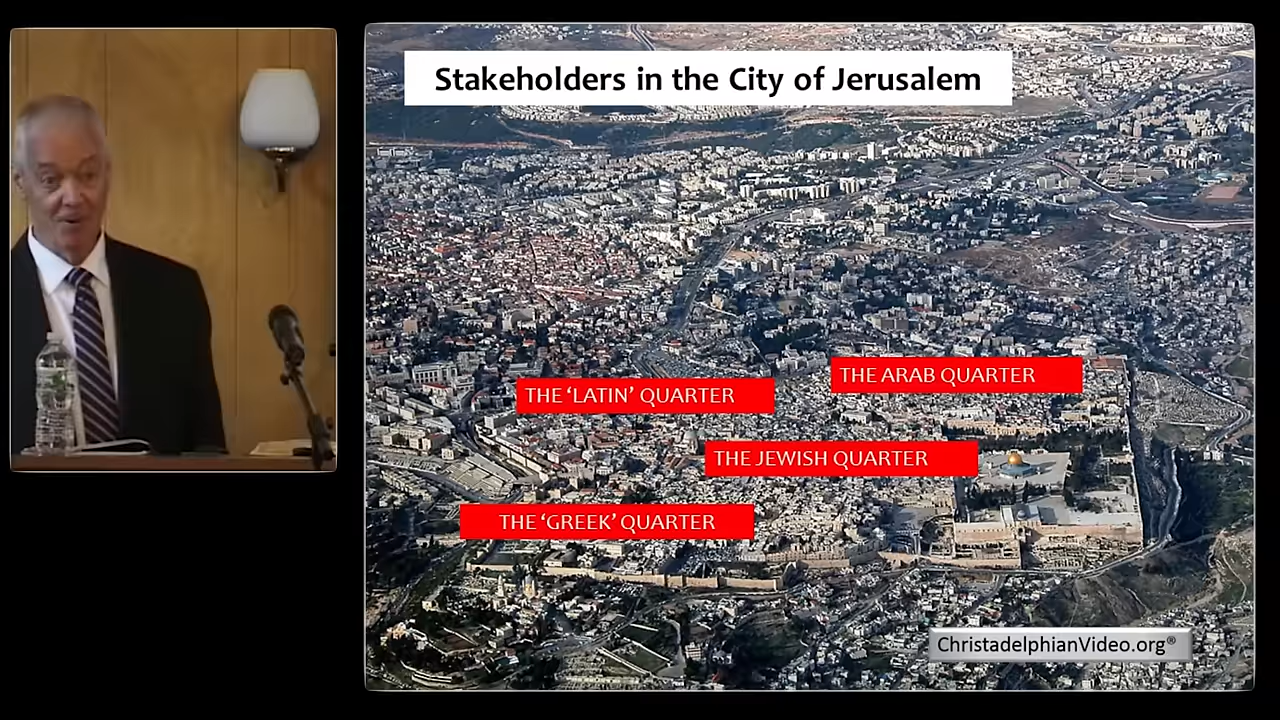 Stakeholders in the City of Jerusalem
THE ARAB QUARTER
THE ‘LATIN’ QUARTER
THE JEWISH QUARTER
THE ‘GREEK’ QUARTER
ChristadelphianVideo.org®